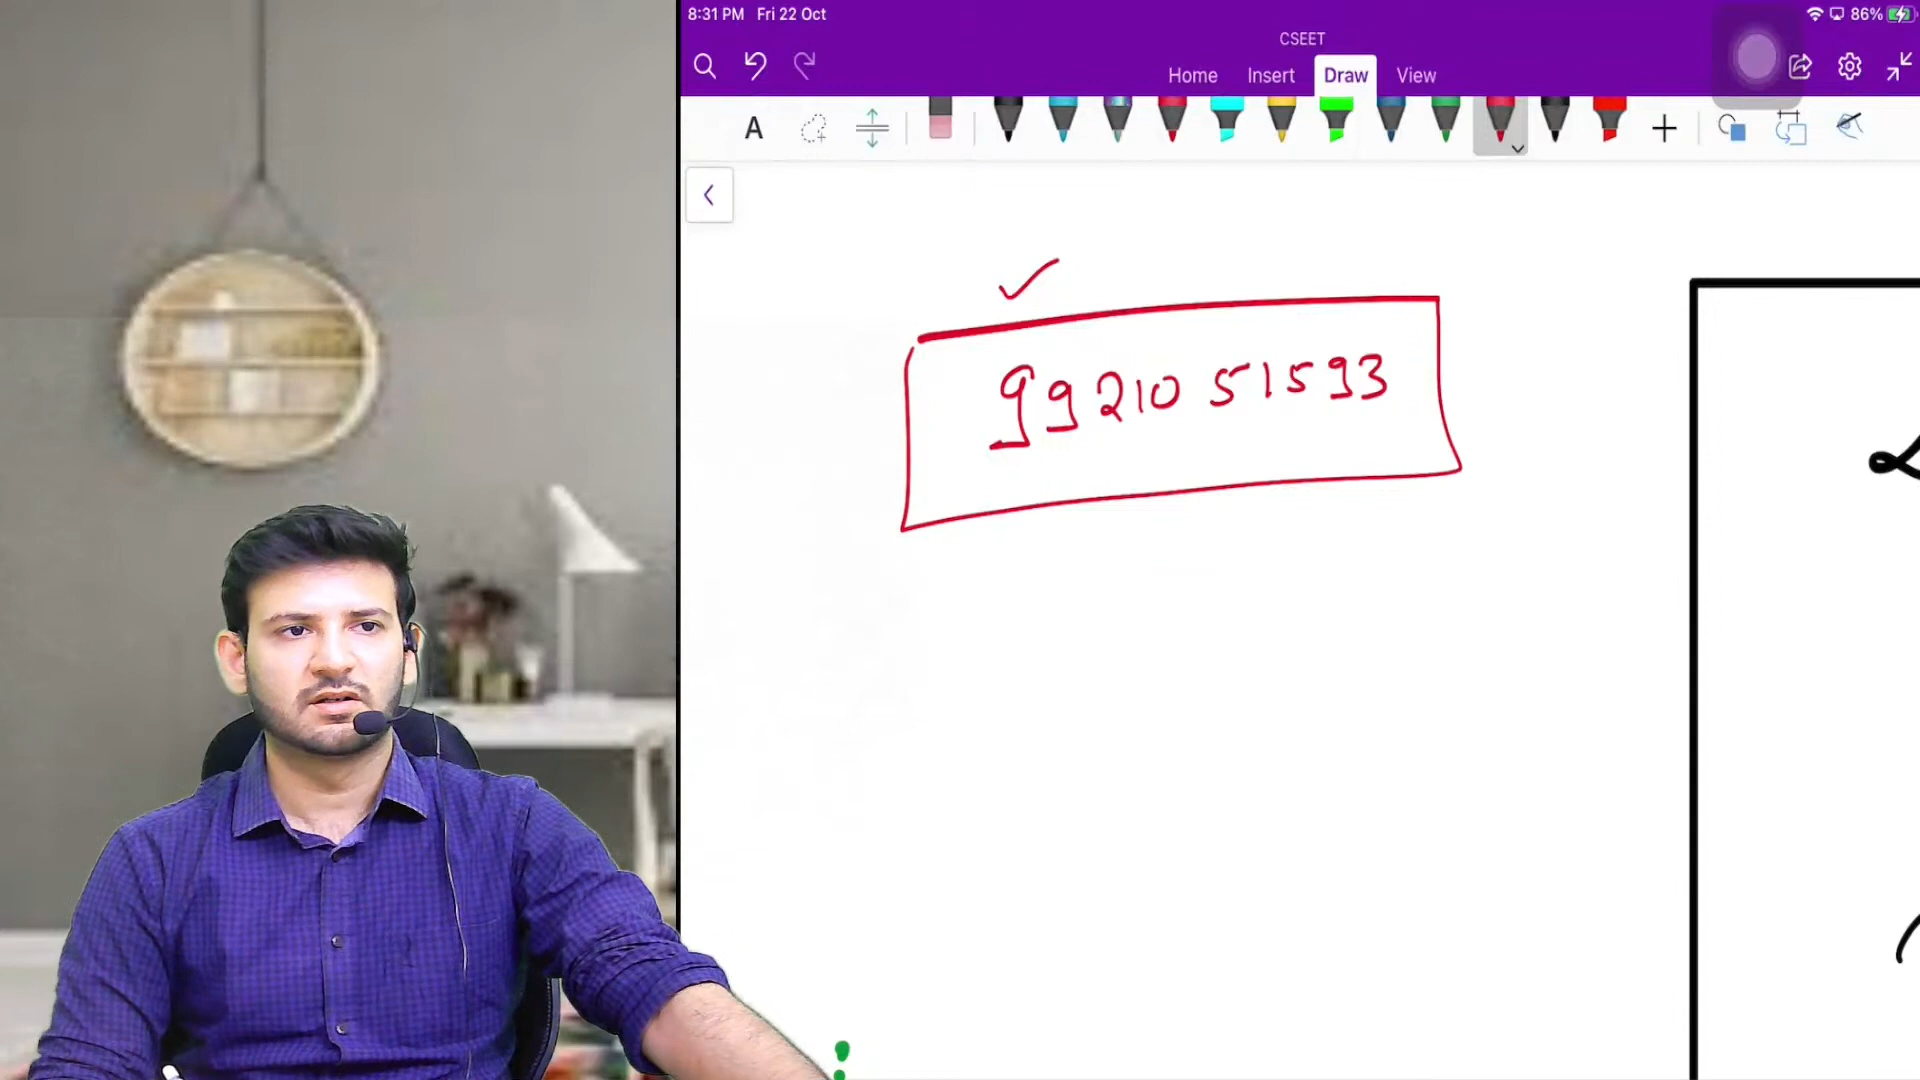 8:31 PM Fri 22 Oct
86%
CSEET
Home Insert Draw View
A
99210 51593